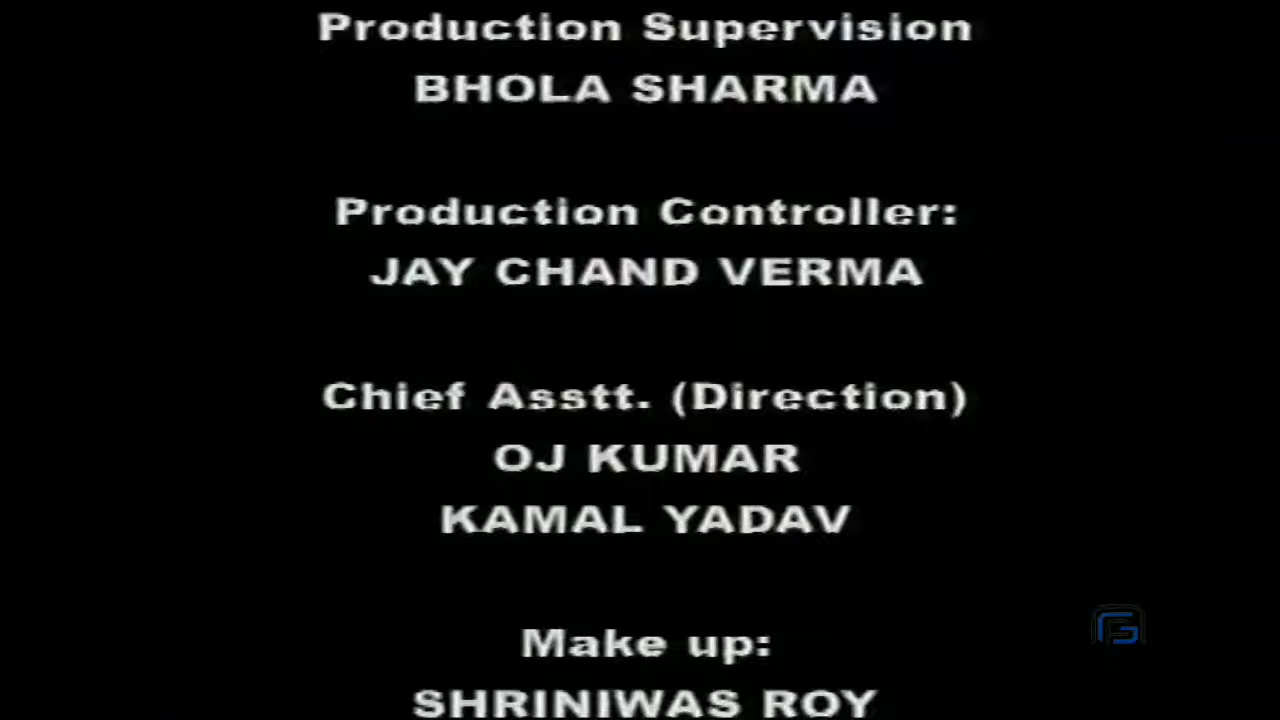 Production Supervision
BHOLA SHARMA
Production Controller:
JAY CHAND VERMA
Chief Asstt. (Direction)
OJ KUMAR
KAMAL YADAV
Make up:
SHRINIWAS ROY